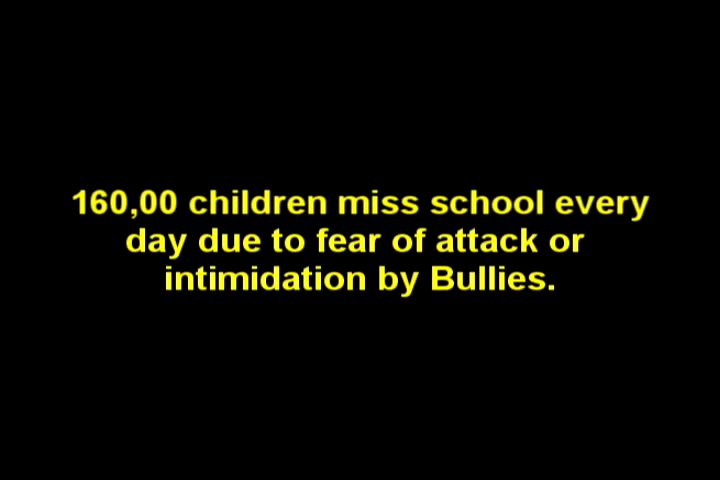 160,00 children miss school every
day due to fear of attack or
intimidation by Bullies.